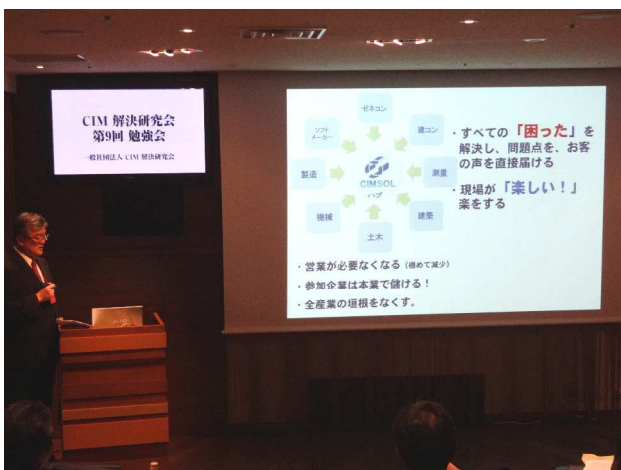 CIM 解決研究会
第9回 勉強会
一般社団法人 CIM 解決研究会
ゼネコン
建コン
測量
建築
土木
機械
製造
ソフト
メーカー
CIMSOL
ハブ
・すべての「困った」を
解決し、問題点を、お客
の声を直接届ける
・現場が「楽しい！」
楽をする
・営業が必要なくなる（極めて減少）
・参加企業は本業で儲ける！
・全産業の垣根をなくす。